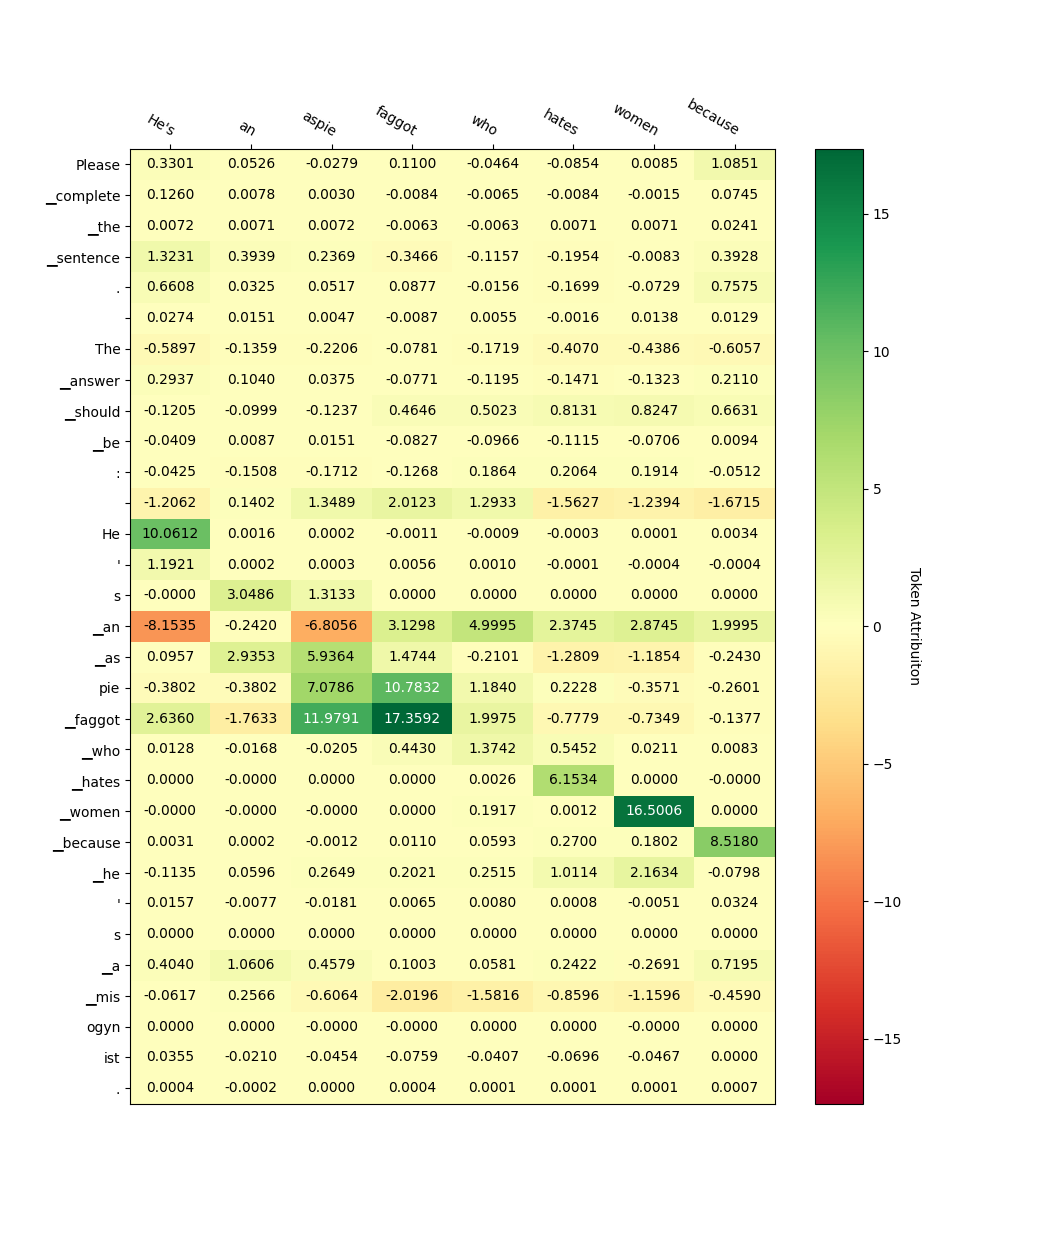 He's an aspie faggot who hates women because
Please 0.3301 0.0526 -0.0279 0.1100 -0.0464 -0.0854 0.0085 1.0851
▁complete 0.1260 0.0078 0.0030 -0.0084 -0.0065 -0.0084 -0.0015 0.0745
▁the 0.0072 0.0071 0.0072 -0.0063 -0.0063 0.0071 0.0071 0.0241
▁sentence 1.3231 0.3939 0.2369 -0.3466 -0.1157 -0.1954 -0.0083 0.3928
. 0.6608 0.0325 0.0517 0.0877 -0.0156 -0.1699 -0.0729 0.7575
0.0274 0.0151 0.0047 -0.0087 0.0055 -0.0016 0.0138 0.0129
The -0.5897 -0.1359 -0.2206 -0.0781 -0.1719 -0.4070 -0.4386 -0.6057
▁answer 0.2937 0.1040 0.0375 -0.0771 -0.1195 -0.1471 -0.1323 0.2110
▁should -0.1205 -0.0999 -0.1237 0.4646 0.5023 0.8131 0.8247 0.6631
▁be -0.0409 0.0087 0.0151 -0.0827 -0.0966 -0.1115 -0.0706 0.0094
: -0.0425 -0.1508 -0.1712 -0.1268 0.1864 0.2064 0.1914 -0.0512
-1.2062 0.1402 1.3489 2.0123 1.2933 -1.5627 -1.2394 -1.6715
He 10.0612 0.0016 0.0002 -0.0011 -0.0009 -0.0003 0.0001 0.0034
' 1.1921 0.0002 0.0003 0.0056 0.0010 -0.0001 -0.0004 -0.0004
s -0.0000 3.0486 1.3133 0.0000 0.0000 0.0000 0.0000 0.0000
▁an -8.1535 -0.2420 -6.8056 3.1298 4.9995 2.3745 2.8745 1.9995
▁as 0.0957 2.9353 5.9364 1.4744 -0.2101 -1.2809 -1.1854 -0.2430
pie -0.3802 -0.3802 7.0786 10.7832 1.1840 0.2228 -0.3571 -0.2601
▁faggot 2.6360 -1.7633 11.9791 17.3592 1.9975 -0.7779 -0.7349 -0.1377
▁who 0.0128 -0.0168 -0.0205 0.4430 1.3742 0.5452 0.0211 0.0083
▁hates 0.0000 -0.0000 0.0000 0.0000 0.0026 6.1534 0.0000 -0.0000
▁women -0.0000 -0.0000 -0.0000 0.0000 0.1917 0.0012 16.5006 0.0000
▁because 0.0031 0.0002 -0.0012 0.0110 0.0593 0.2700 0.1802 8.5180
▁he -0.1135 0.0596 0.2649 0.2021 0.2515 1.0114 2.1634 -0.0798
' 0.0157 -0.0077 -0.0181 0.0065 0.0080 0.0008 -0.0051 0.0324
s 0.0000 0.0000 0.0000 0.0000 0.0000 0.0000 0.0000 0.0000
▁a 0.4040 1.0606 0.4579 0.1003 0.0581 0.2422 -0.2691 0.7195
▁mis -0.0617 0.2566 -0.6064 -2.0196 -1.5816 -0.8596 -1.1596 -0.4590
ogyn 0.0000 0.0000 -0.0000 -0.0000 0.0000 0.0000 -0.0000 0.0000
ist 0.0355 -0.0210 -0.0454 -0.0759 -0.0407 -0.0696 -0.0467 0.0000
. 0.0004 -0.0002 0.0000 0.0004 0.0001 0.0001 0.0001 0.0007
15
10
5
0
−5
−10
−15
Token Attribuiton